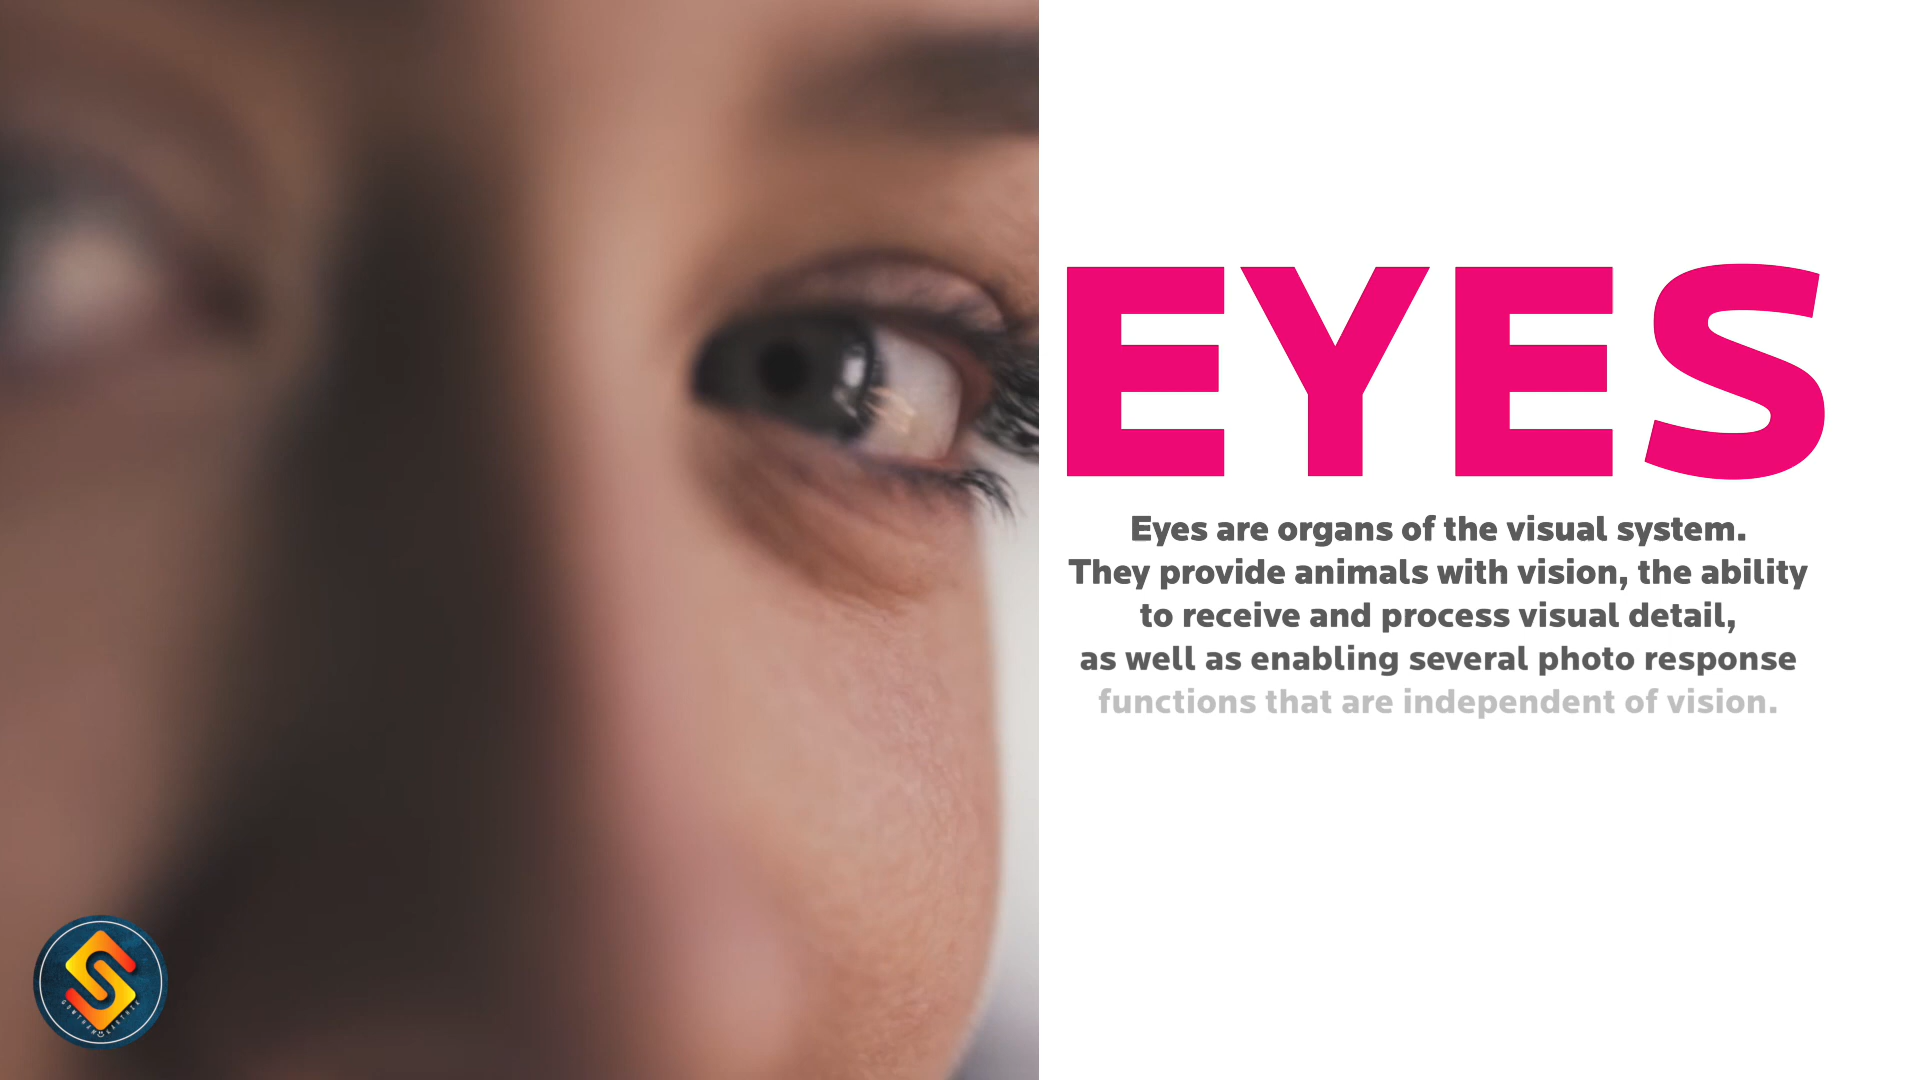 EYES
Eyes are organs of the visual system.
They provide animals with vision, the ability
to receive and process visual detail,
as well as enabling several photo response
functions that are independent of vision.